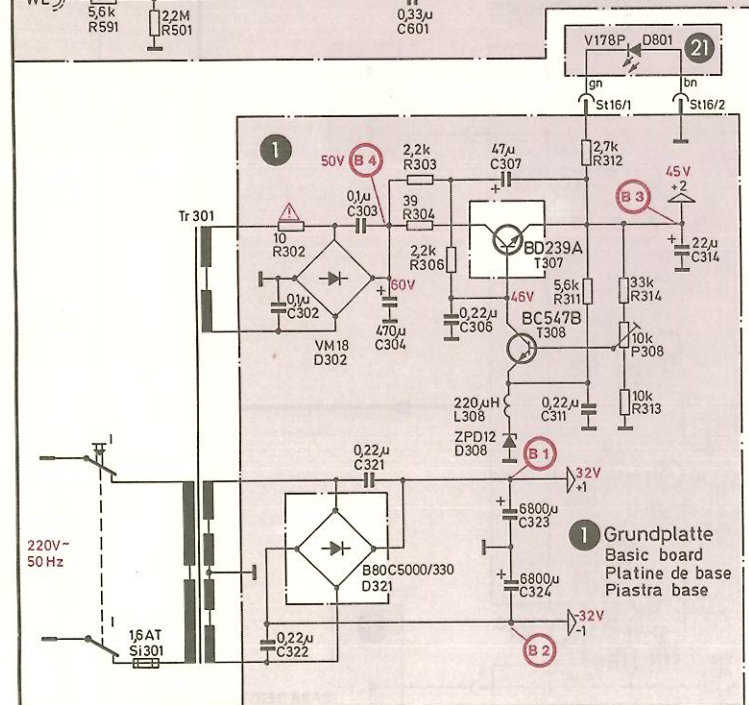 WL
5,6k
R591
2,2M
R501
0,33µ
C601
V178P D801
21
gn
bn
St16/1
St16/2
1
50V
B 4
2,2k
R303
47µ
C307
2,7k
R312
45V
+2
B 3
Tr 301
10
R302
0,1µ
C303
39
R304
2,2k
R306
BD239A
T307
22µ
C314
0,1µ
C302
60V
46V
5,6k
R311
33k
R314
470µ
C304
VM18
D302
0,22µ
C306
BC547B
T308
10k
P308
220µH
L308
0,22µ
C311
10k
R313
ZPD12
D308
I
0,22µ
C321
B 1
32V
+1
6800µ
C323
220V~
50 Hz
B80C5000/330
D321
1 Grundplatte
Basic board
Platine de base
Piastra base
6800µ
C324
I
1,6AT
Si301
0,22µ
C322
-32V
-1
B 2